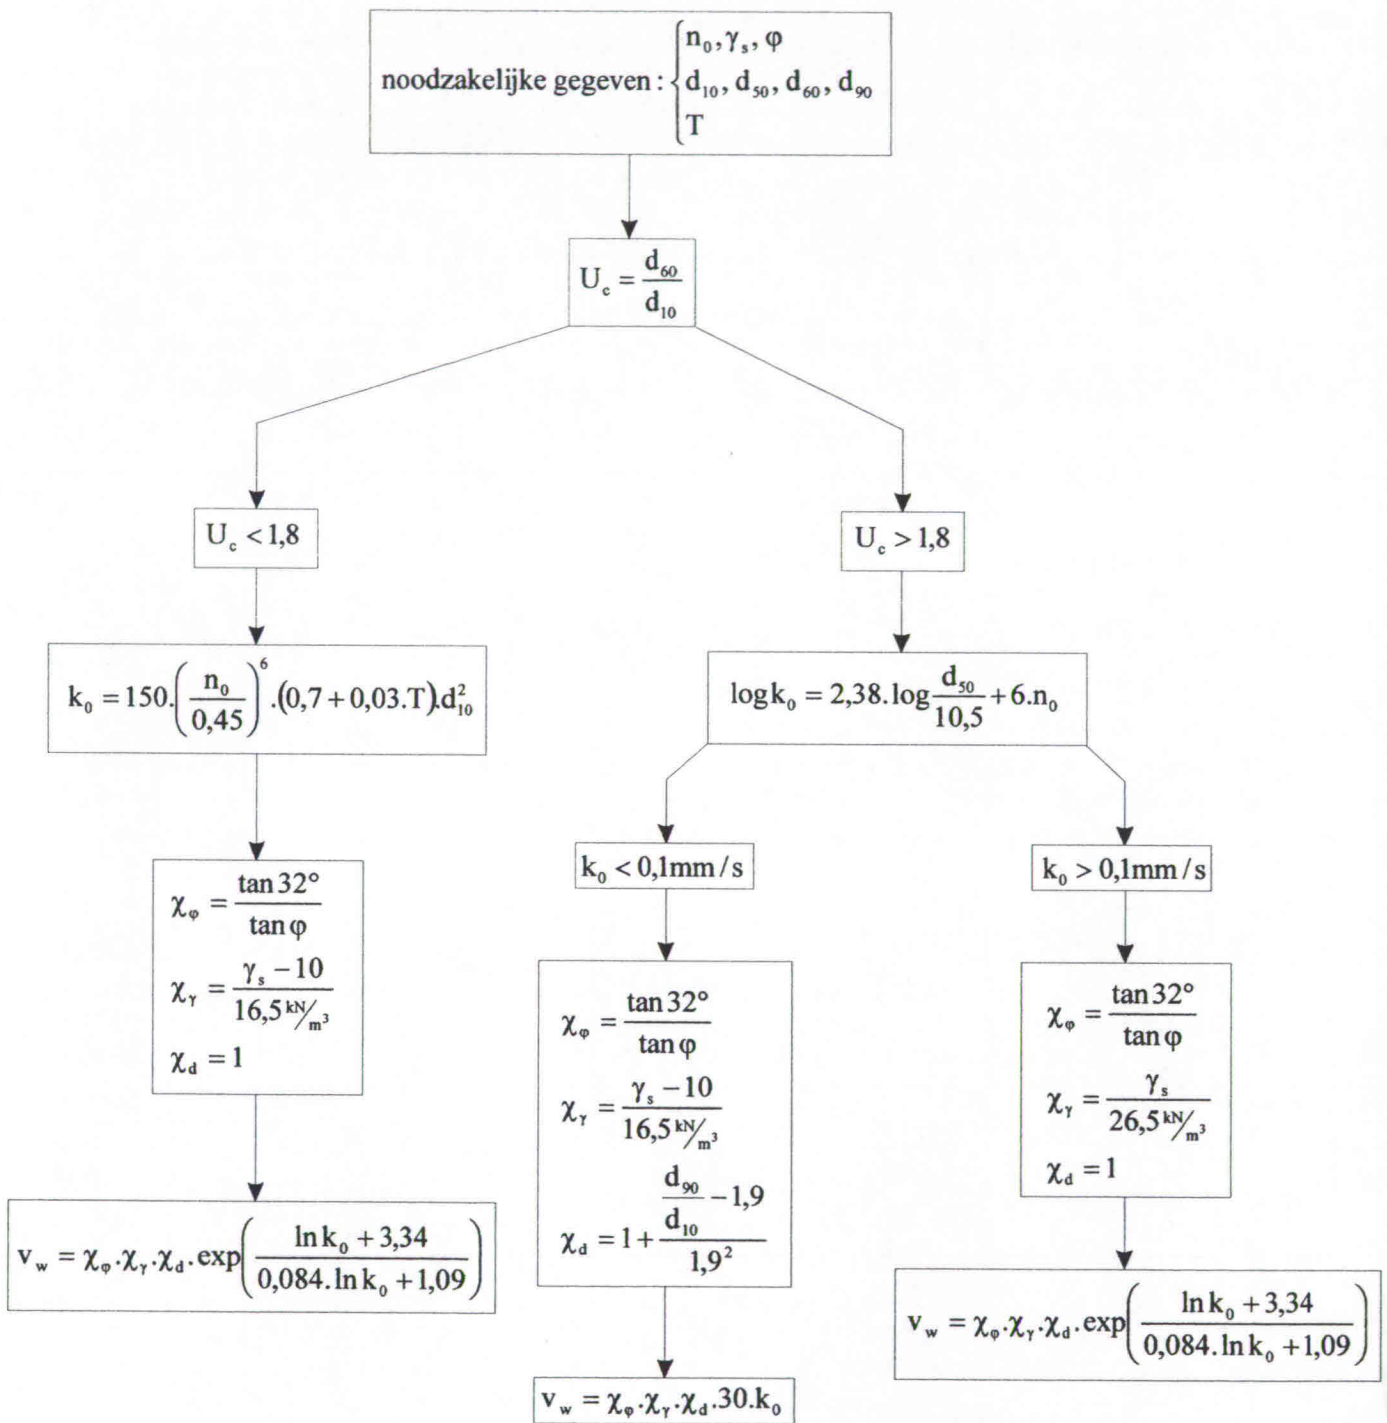 noodzakelijke gegeven : { n₀, γₛ, φ
d₁₀, d₅₀, d₆₀, d₉₀
T
U_c = d₆₀ / d₁₀
U_c < 1,8
U_c > 1,8
k₀ = 150.(n₀ / 0,45)⁶ .(0,7 + 0,03.T).d₁₀²
log k₀ = 2,38.log d₅₀ / 10,5 + 6.n₀
k₀ < 0,1mm / s
k₀ > 0,1mm / s
χ_φ = tan 32° / tan φ
χ_γ = γₛ − 10 / 16,5 kN/m³
χ_d = 1
χ_φ = tan 32° / tan φ
χ_γ = γₛ − 10 / 16,5 kN/m³
χ_d = 1 + (d₉₀ / d₁₀ − 1,9) / 1,9²
χ_φ = tan 32° / tan φ
χ_γ = γₛ / 26,5 kN/m³
χ_d = 1
v_w = χ_φ.χ_γ.χ_d.exp(ln k₀ + 3,34 / 0,084.ln k₀ + 1,09)
v_w = χ_φ.χ_γ.χ_d.30.k₀
v_w = χ_φ.χ_γ.χ_d.exp(ln k₀ + 3,34 / 0,084.ln k₀ + 1,09)